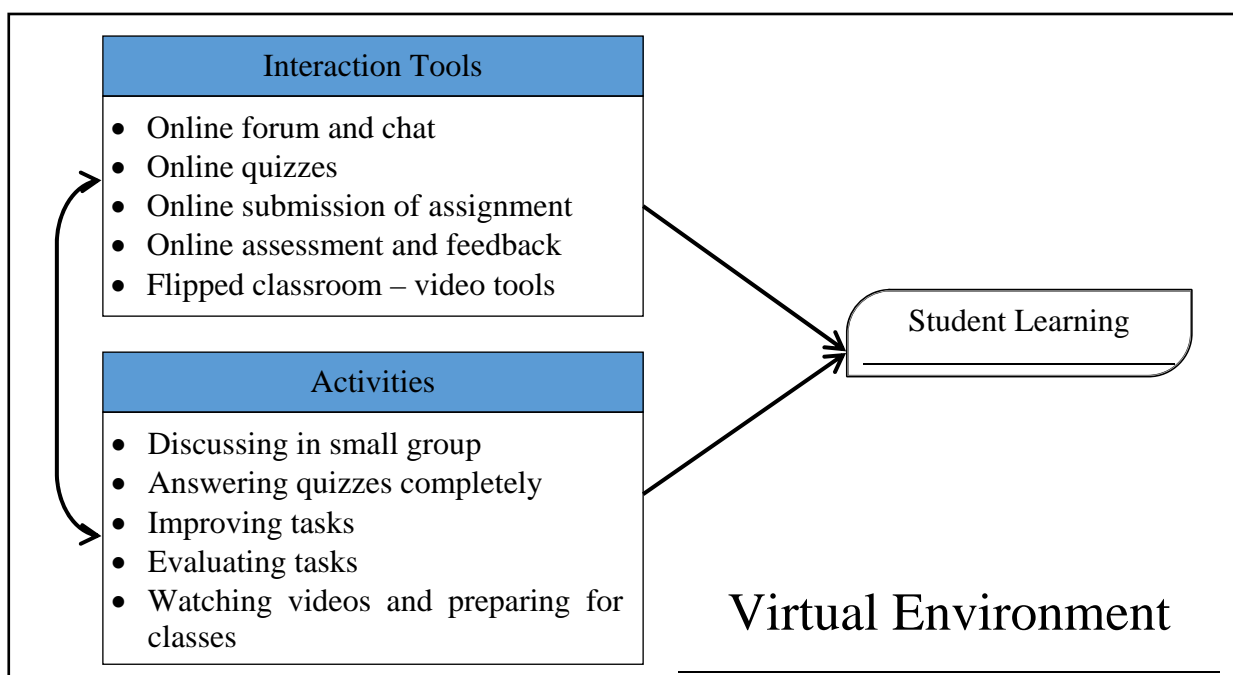 Interaction Tools
• Online forum and chat
• Online quizzes
• Online submission of assignment
• Online assessment and feedback
• Flipped classroom – video tools
Student Learning
Activities
• Discussing in small group
• Answering quizzes completely
• Improving tasks
• Evaluating tasks
• Watching videos and preparing for
classes
Virtual Environment